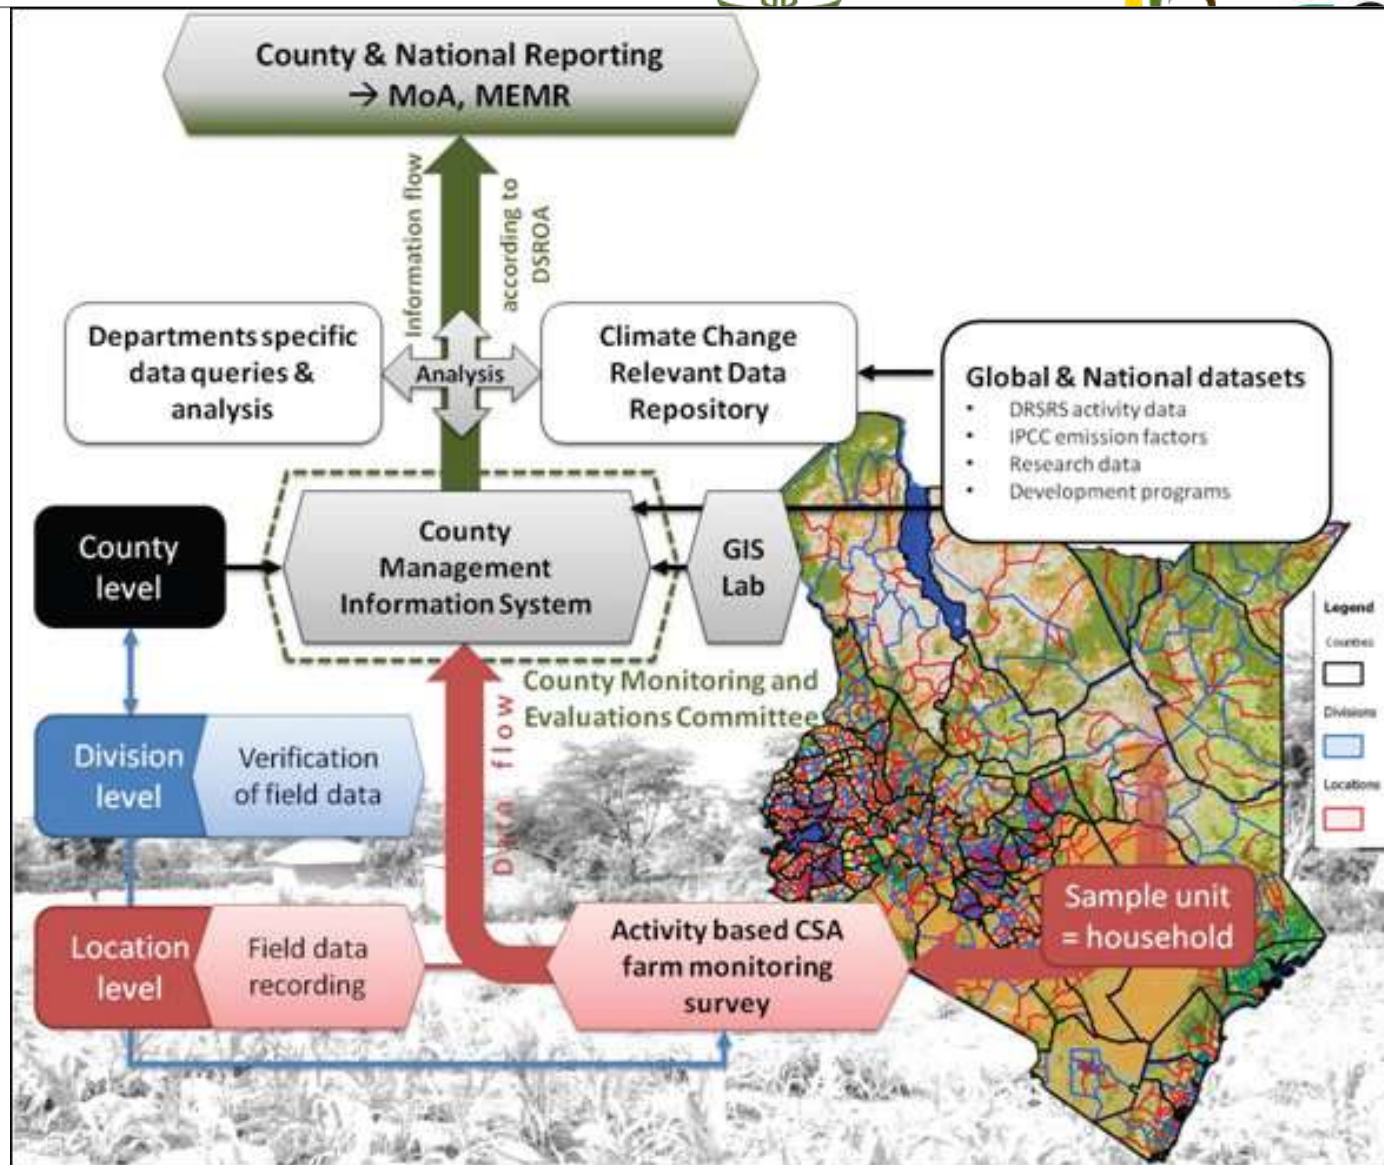 County & National Reporting
→ MoA, MEMR
Information flow
according to
DSROA
Departments specific
data queries &
analysis
Analysis
Climate Change
Relevant Data
Repository
Global & National datasets
• DRSRS activity data
• IPCC emission factors
• Research data
• Development programs
County
level
County
Management
Information System
GIS
Lab
County Monitoring and
Evaluations Committee
Data flow
Division
level
Verification
of field data
Location
level
Field data
recording
Activity based CSA
farm monitoring
survey
Sample unit
= household
Legend
Counties
Divisions
Locations